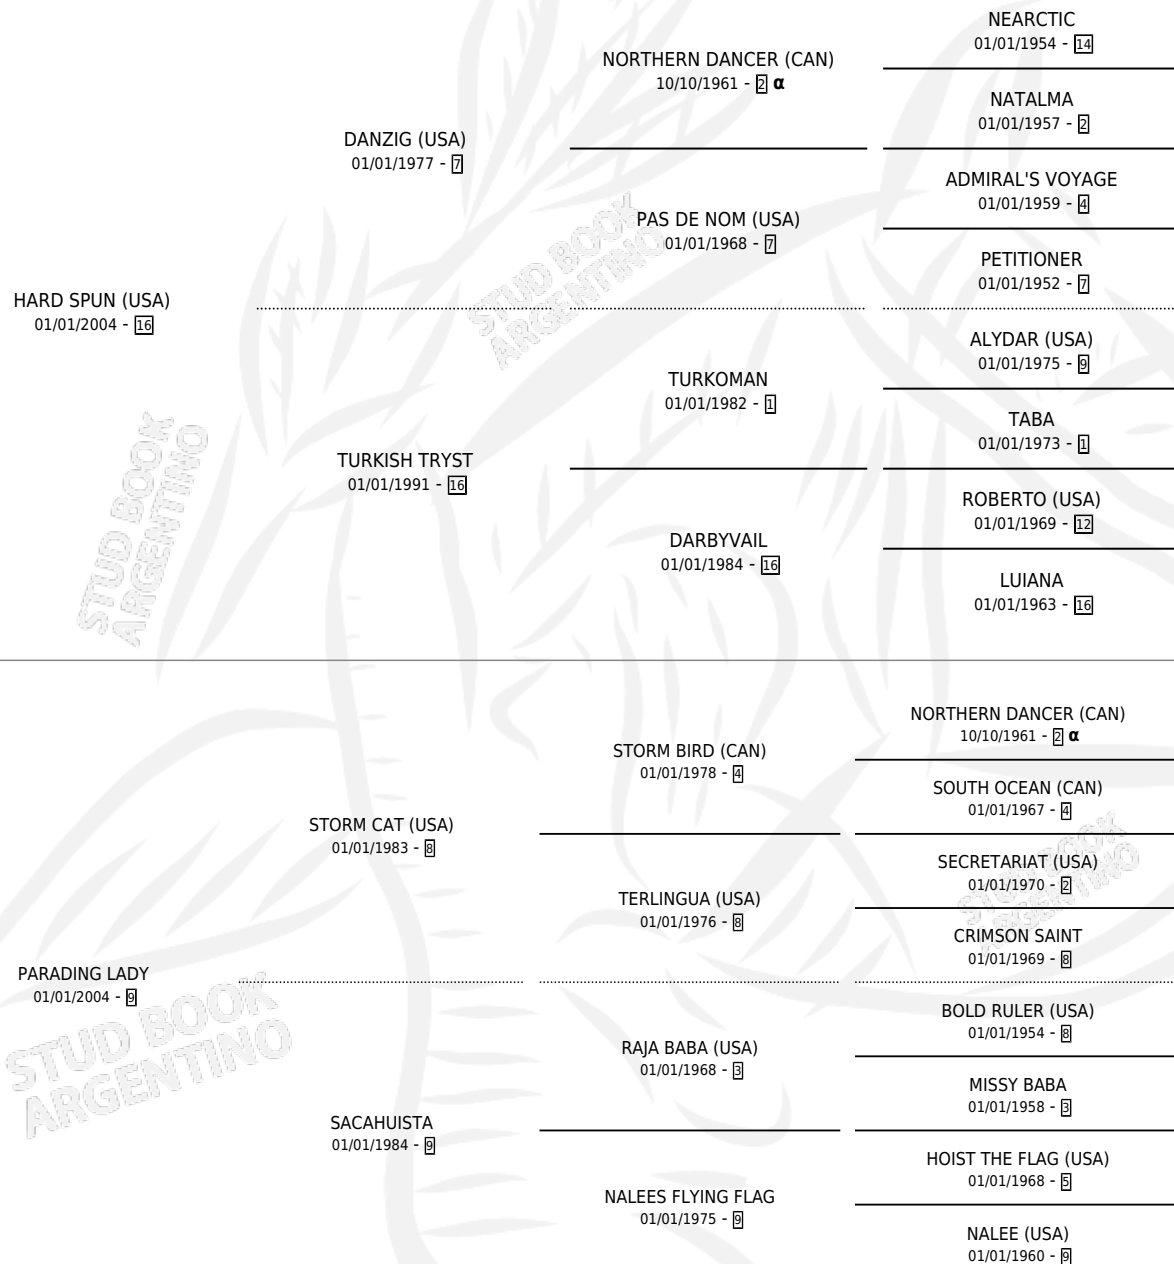 NEARCTIC
01/01/1954 - 14
NORTHERN DANCER (CAN)
10/10/1961 - 2 α
NATALMA
01/01/1957 - 2
DANZIG (USA)
01/01/1977 - 7
ADMIRAL'S VOYAGE
01/01/1959 - 4
PAS DE NOM (USA)
01/01/1968 - 7
PETITIONER
01/01/1952 - 7
HARD SPUN (USA)
01/01/2004 - 16
STUD BOOK
ARGENTINO
ALYDAR (USA)
01/01/1975 - 9
TURKOMAN
01/01/1982 - 1
TABA
01/01/1973 - 1
TURKISH TRYST
01/01/1991 - 16
ROBERTO (USA)
01/01/1969 - 12
DARBYVAIL
01/01/1984 - 16
LUIANA
01/01/1963 - 16
STUD BOOK
ARGENTINO
NORTHERN DANCER (CAN)
10/10/1961 - 2 α
STORM BIRD (CAN)
01/01/1978 - 4
SOUTH OCEAN (CAN)
01/01/1967 - 4
STORM CAT (USA)
01/01/1983 - 8
SECRETARIAT (USA)
01/01/1970 - 2
TERLINGUA (USA)
01/01/1976 - 8
CRIMSON SAINT
01/01/1969 - 8
STUD BOOK
ARGENTINO
PARADING LADY
01/01/2004 - 9
BOLD RULER (USA)
01/01/1954 - 8
RAJA BABA (USA)
01/01/1968 - 3
MISSY BABA
01/01/1958 - 3
STUD BOOK
ARGENTINO
SACAHUISTA
01/01/1984 - 9
HOIST THE FLAG (USA)
01/01/1968 - 5
NALEES FLYING FLAG
01/01/1975 - 9
NALEE (USA)
01/01/1960 - 9